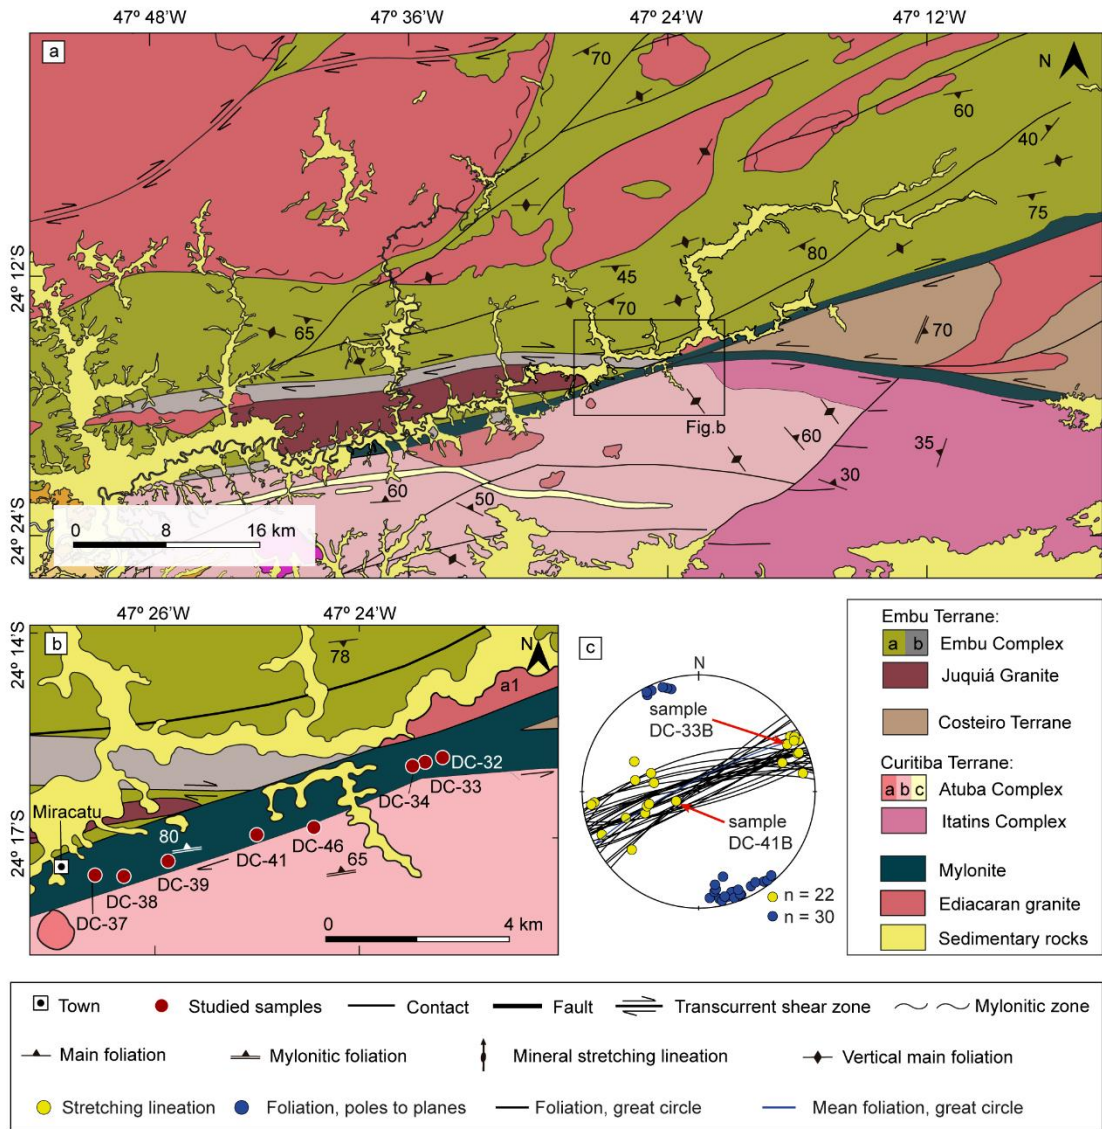 47º 48'W 47º 36'W 47º 24'W 47º 12'W
a
N
70
60
40
75
80
45
70
65
70
24º 12'S
Fig.b
60
35
30
60
50
24º 24'S
0 8 16 km
47º 26'W 47º 24'W
b
N
24º 14'S
78
a1
DC-32
DC-33
DC-34
Miracatu
24º 17'S
80
DC-46
65
DC-41
DC-39
DC-38
DC-37
0 4 km
c
N
sample
DC-33B
sample
DC-41B
n = 22
n = 30
Embu Terrane:
a b Embu Complex
Juquiá Granite
Costeiro Terrane
Curitiba Terrane:
a b c Atuba Complex
Itatins Complex
Mylonite
Ediacaran granite
Sedimentary rocks
Town Studied samples Contact Fault Transcurrent shear zone Mylonitic zone
Main foliation Mylonitic foliation Mineral stretching lineation Vertical main foliation
Stretching lineation Foliation, poles to planes Foliation, great circle Mean foliation, great circle